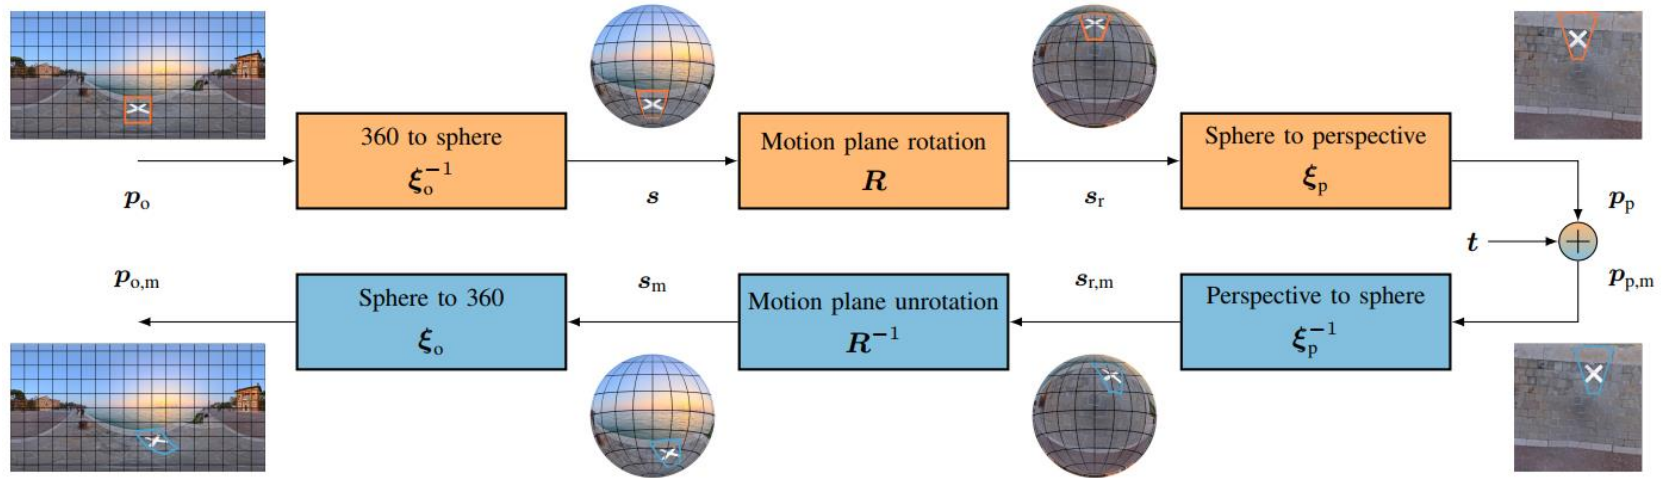 360 to sphere
ξₒ⁻¹
Motion plane rotation
R
Sphere to perspective
ξₚ
pₒ
s
sᵣ
pₚ
t
+
pₒ,ₘ
sₘ
sᵣ,ₘ
pₚ,ₘ
Sphere to 360
ξₒ
Motion plane unrotation
R⁻¹
Perspective to sphere
ξₚ⁻¹